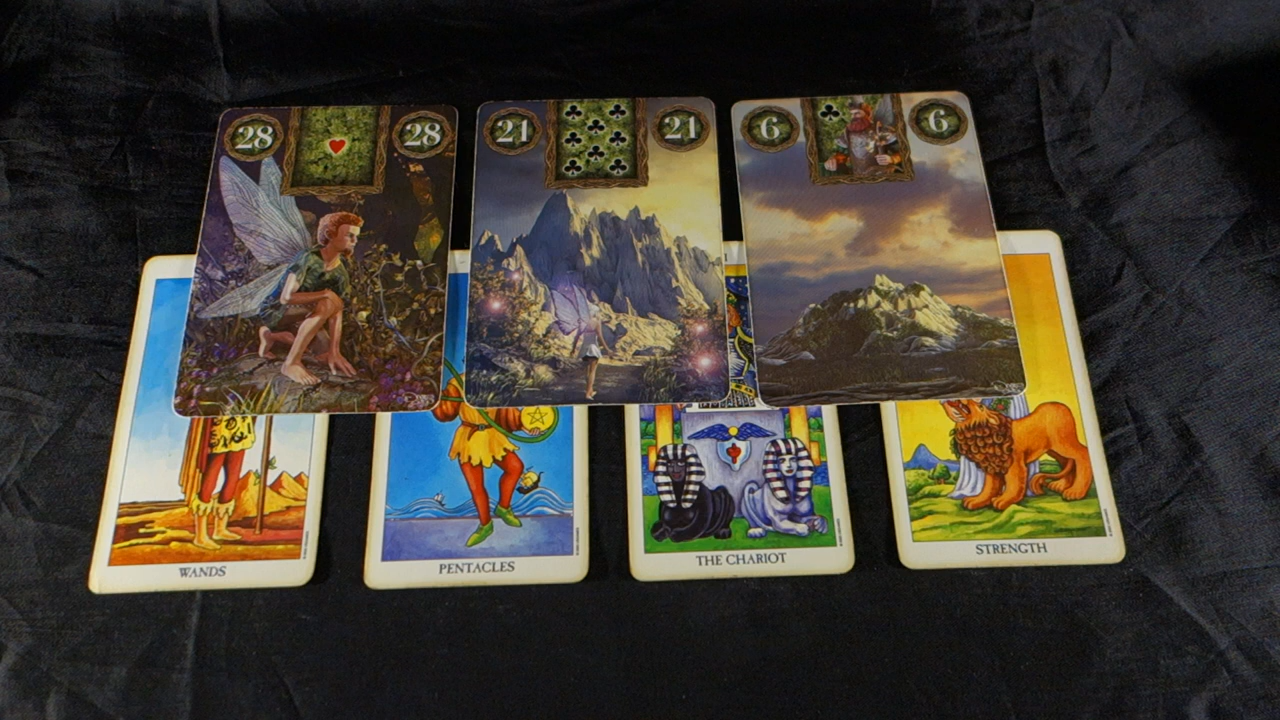 28 28
21 21
6 6
WANDS
PENTACLES
THE CHARIOT
STRENGTH